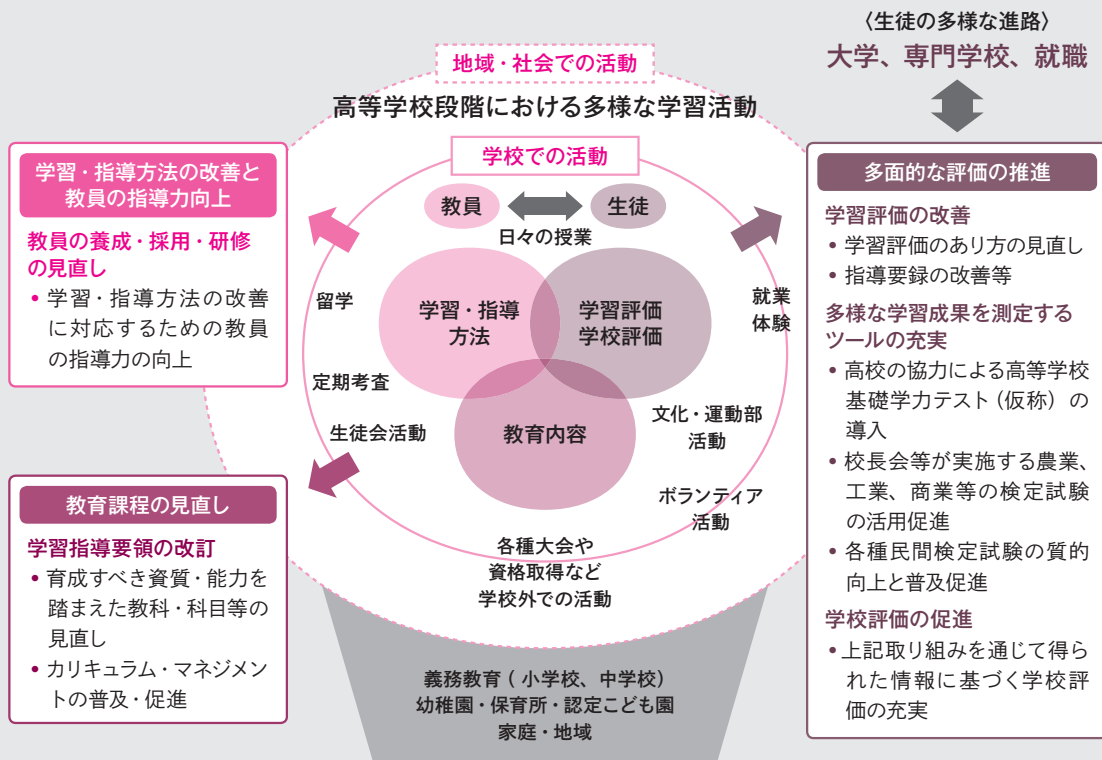 〈生徒の多様な進路〉
大学、専門学校、就職
地域・社会での活動
高等学校段階における多様な学習活動
学校での活動
教員
生徒
日々の授業
学習・指導
方法
学習評価
学校評価
教育内容
留学
定期考査
生徒会活動
就業
体験
文化・運動部
活動
ボランティア
活動
各種大会や
資格取得など
学校外での活動
義務教育（小学校、中学校）
幼稚園・保育所・認定こども園
家庭・地域
学習・指導方法の改善と
教員の指導力向上
教員の養成・採用・研修
の見直し
• 学習・指導方法の改善
に対応するための教員
の指導力の向上
教育課程の見直し
学習指導要領の改訂
• 育成すべき資質・能力を
踏まえた教科・科目等の
見直し
• カリキュラム・マネジメン
トの普及・促進
多面的な評価の推進
学習評価の改善
• 学習評価のあり方の見直し
• 指導要録の改善等
多様な学習成果を測定する
ツールの充実
• 高校の協力による高等学校
基礎学力テスト（仮称）の
導入
• 校長会等が実施する農業、
工業、商業等の検定試験
の活用促進
• 各種民間検定試験の質的
向上と普及促進
学校評価の促進
• 上記取り組みを通じて得ら
れた情報に基づく学校評
価の充実